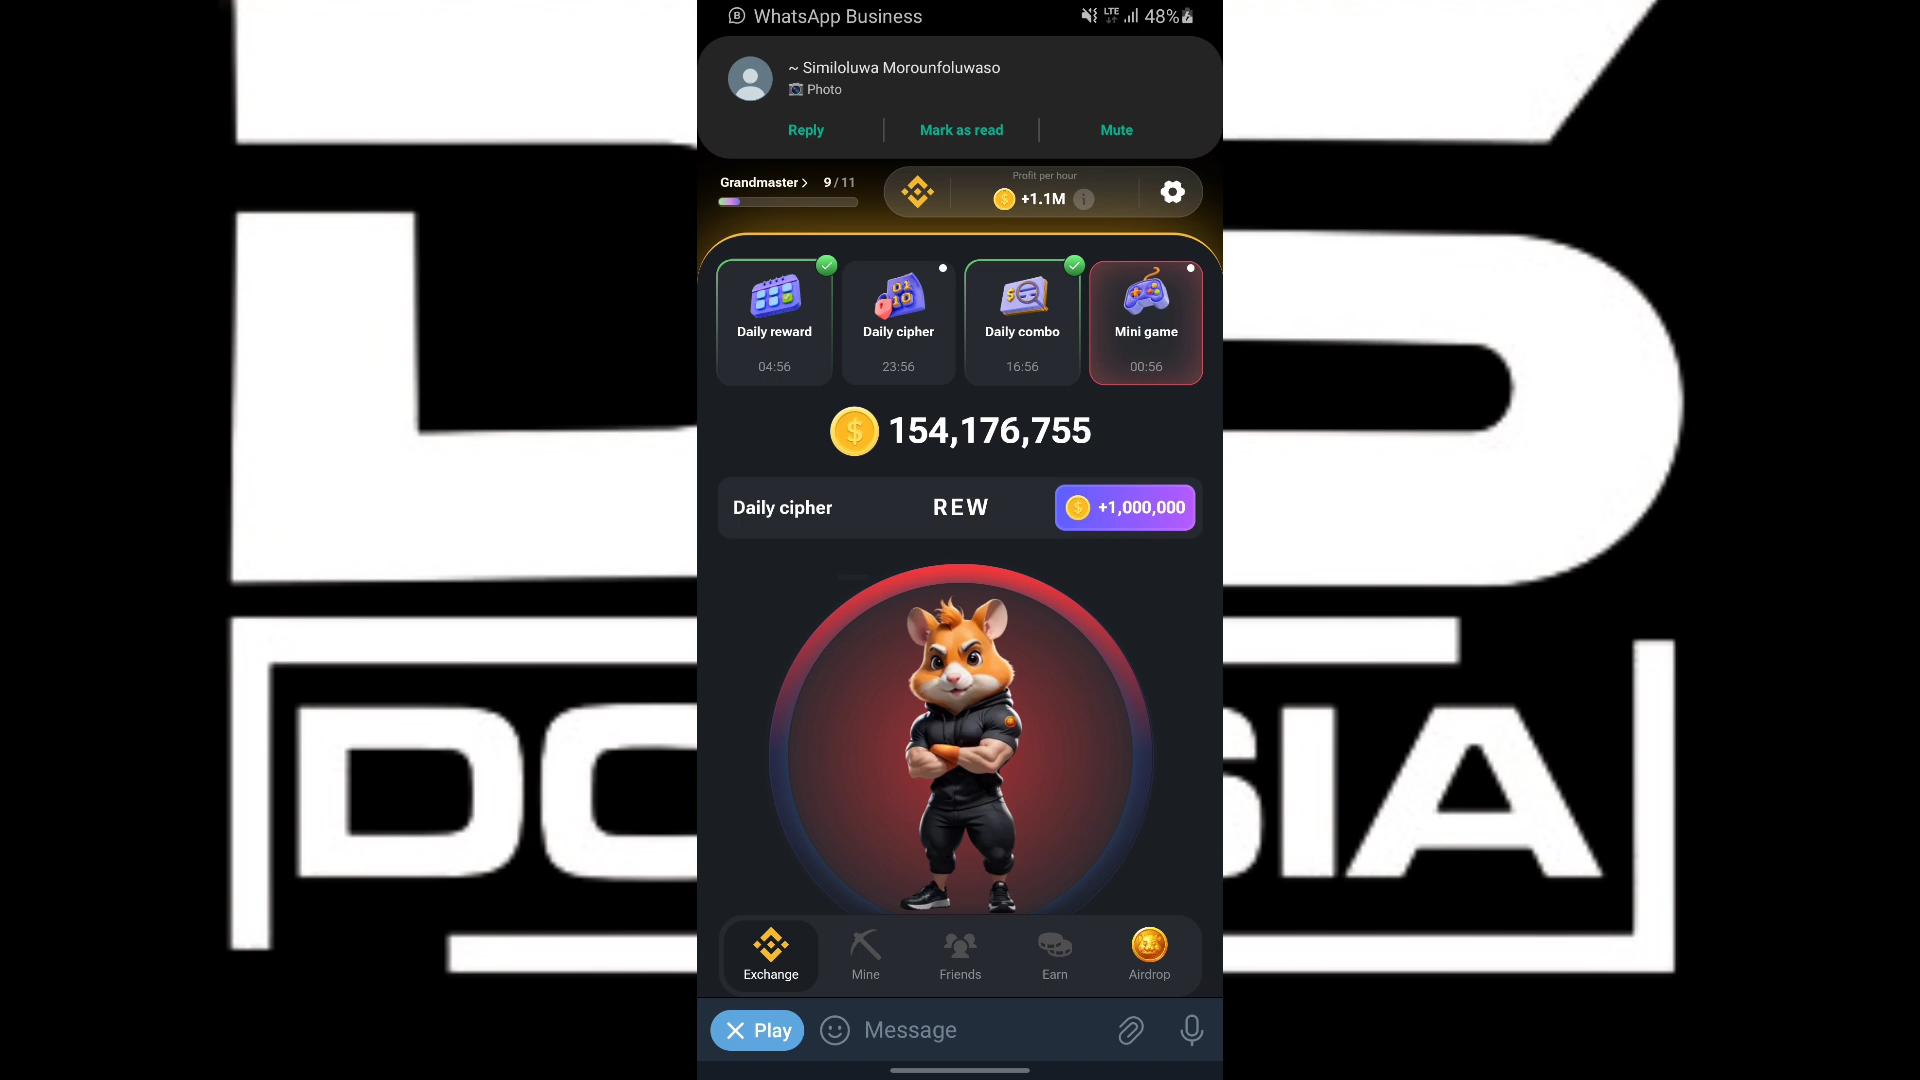 WhatsApp Business
LTE
48%
~ Similoluwa Morounfoluwaso
Photo
Reply
Mark as read
Mute
Grandmaster
9 / 11
Profit per hour
+1.1M
Daily reward
04:56
Daily cipher
23:56
Daily combo
16:56
Mini game
00:56
154,176,755
Daily cipher
REW
+1,000,000
Exchange
Mine
Friends
Earn
Airdrop
Play
Message